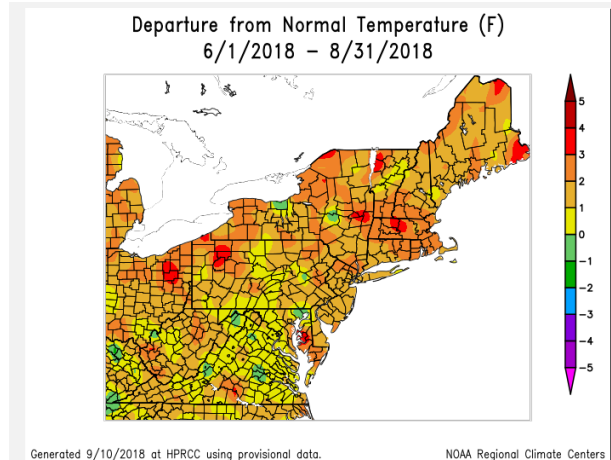 Departure from Normal Temperature (F)
6/1/2018 – 8/31/2018
5
4
3
2
1
0
-1
-2
-3
-4
-5
Generated 9/10/2018 at HPRCC using provisional data.
NOAA Regional Climate Centers